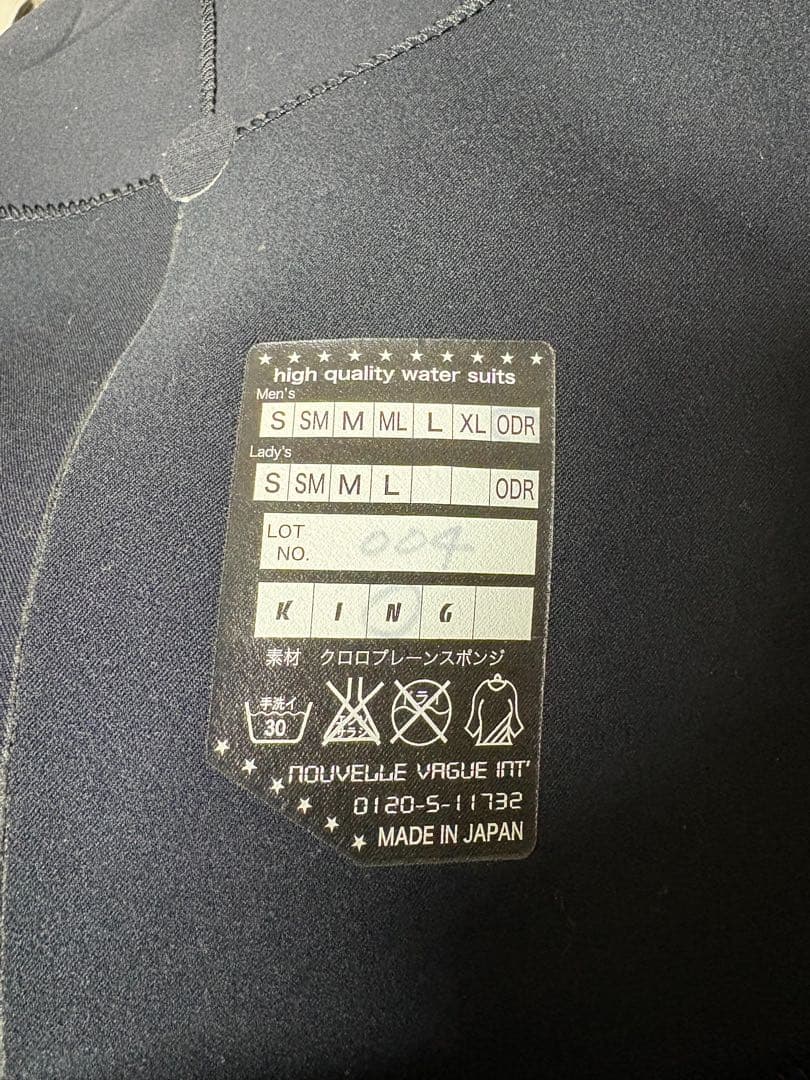 high quality water suits
Men's
S SM M ML L XL ODR
Lady's
S SM M L ODR
LOT NO. 004
K I N G
素材 クロロプレーンスポンジ
手洗イ
30
NOUVELLE VAGUE INT'
0120-5-11732
MADE IN JAPAN